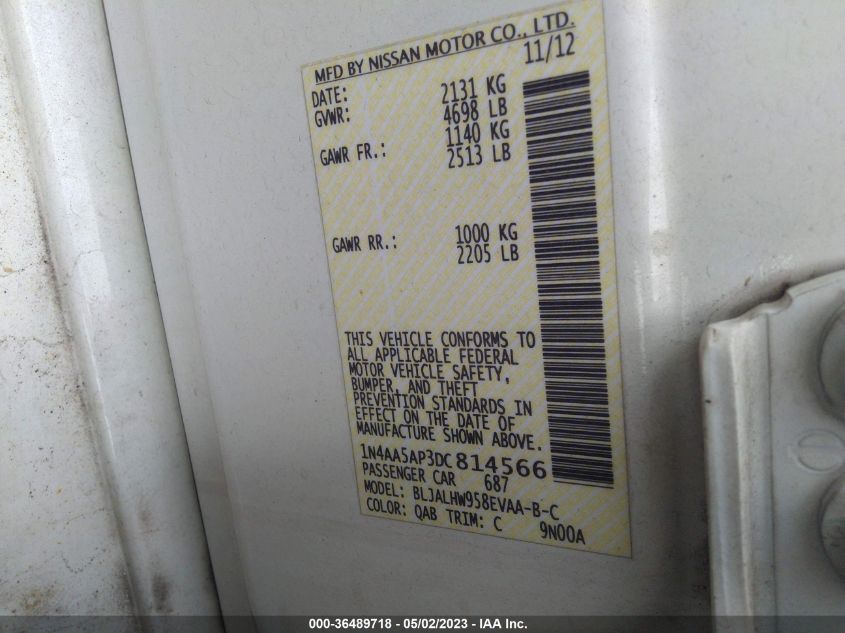 MFD BY NISSAN MOTOR CO., LTD.
DATE: 11/12
GVWR: 2131 KG
4698 LB
GAWR FR.: 1140 KG
2513 LB
GAWR RR.: 1000 KG
2205 LB
THIS VEHICLE CONFORMS TO
ALL APPLICABLE FEDERAL
MOTOR VEHICLE SAFETY,
BUMPER, AND THEFT
PREVENTION STANDARDS IN
EFFECT ON THE DATE OF
MANUFACTURE SHOWN ABOVE.
1N4AA5AP3DC814566
PASSENGER CAR 687
MODEL: BLJALHW958EVAA-B-C
COLOR: QAB TRIM: C 9N00A
000-36489718 - 05/02/2023 - IAA Inc.